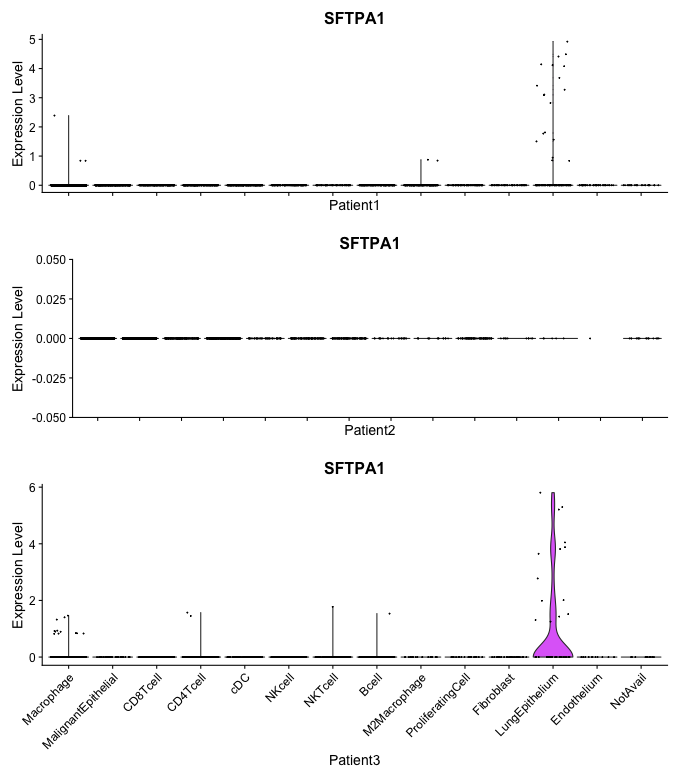 SFTPA1
Expression Level
5
4
3
2
1
0
Patient1
SFTPA1
Expression Level
0.050
0.025
0.000
-0.025
-0.050
Patient2
SFTPA1
Expression Level
6
4
2
0
Macrophage
MalignantEpithelial
CD8Tcell
CD4Tcell
cDC
NKcell
NKTcell
Bcell
M2Macrophage
ProliferatingCell
Fibroblast
LungEpithelium
Endothelium
NotAvail
Patient3